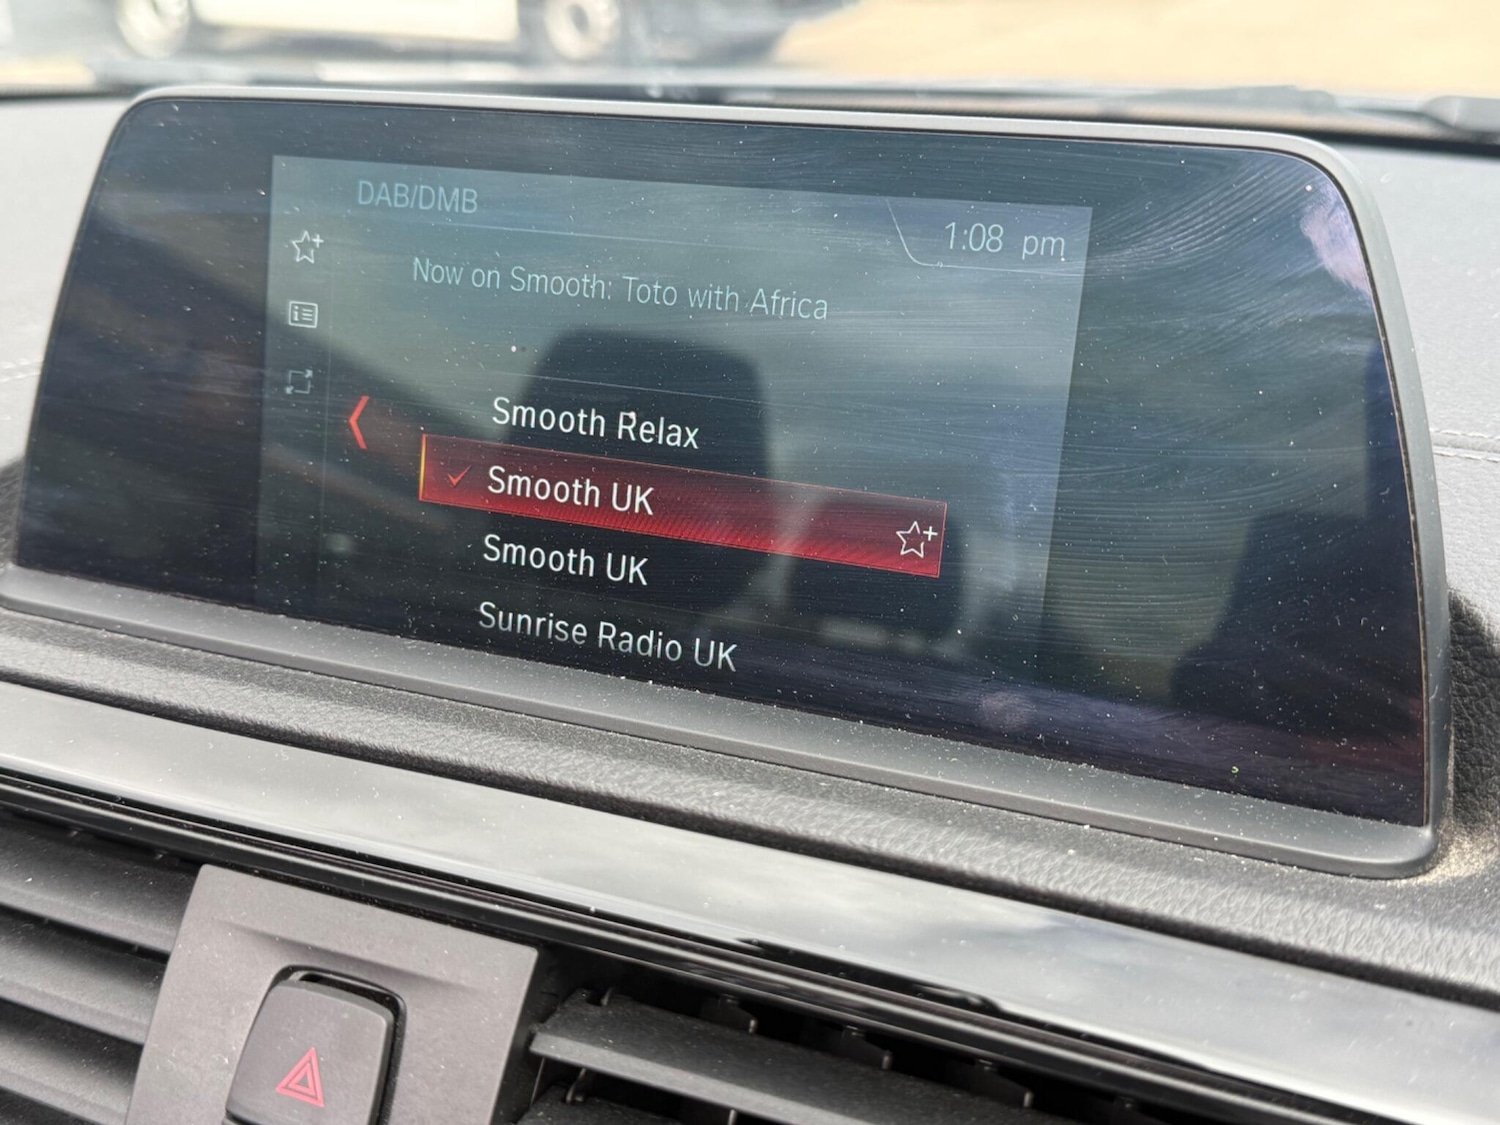 DAB/DMB
1:08 pm
Now on Smooth: Toto with Africa
Smooth Relax
Smooth UK
Smooth UK
Sunrise Radio UK